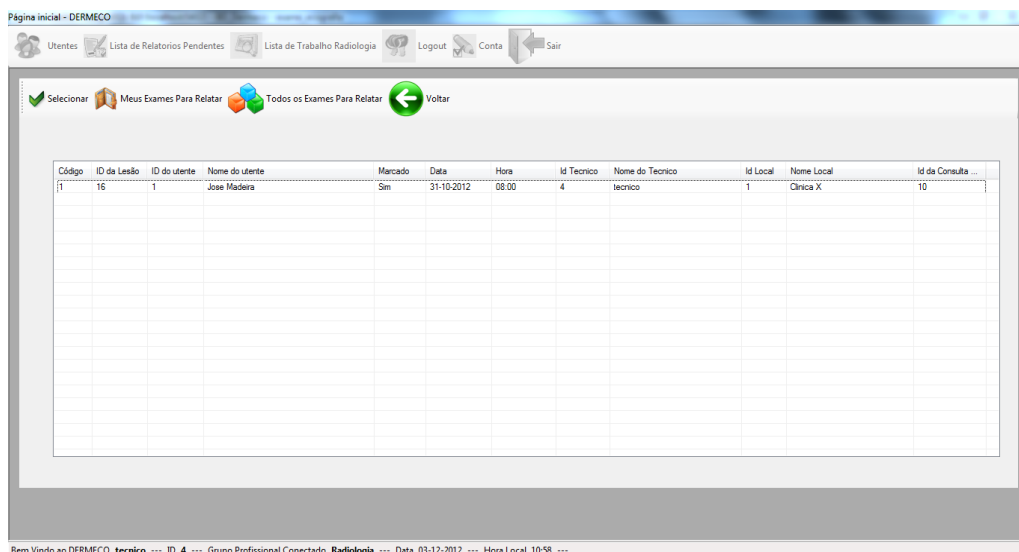 Página inicial - DERMECO
Utentes Lista de Relatorios Pendentes Lista de Trabalho Radiologia Logout Conta Sair
Selecionar Meus Exames Para Relatar Todos os Exames Para Relatar Voltar
Código ID da Lesão ID do utente Nome do utente Marcado Data Hora Id Tecnico Nome do Tecnico Id Local Nome Local Id da Consulta ...
1 16 1 Jose Madeira Sim 31-10-2012 08:00 4 tecnico 1 Clinica X 10
Bem Vindo ao DERMECO tecnico --- ID 4 --- Grupo Profissional Conectado Radiologia --- Data 03-12-2012 --- Hora Local 10:58 ---